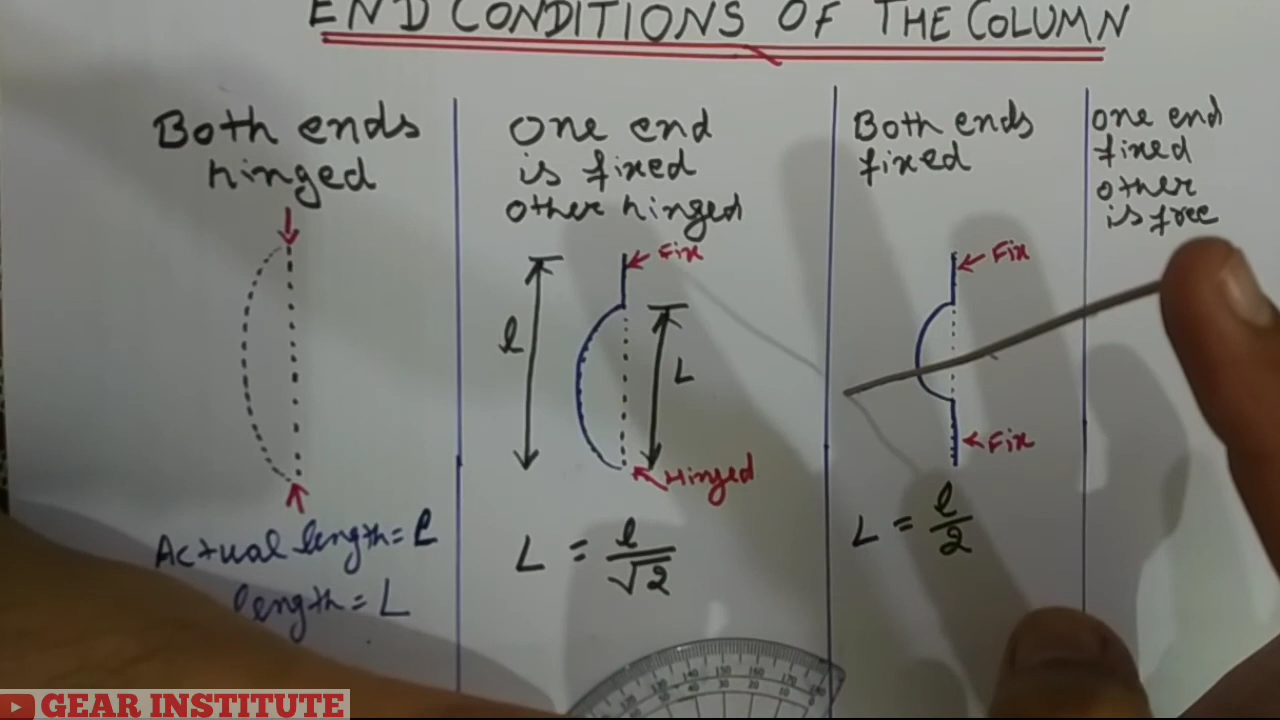 END CONDITIONS OF THE COLUMN
Both ends
hinged
Actual length = l
length = L
One end
is fixed
other hinged
Fix
l
L
Hinged
L = l/√2
Both ends
fixed
Fix
Fix
L = l/2
One end
fixed
other
is free
GEAR INSTITUTE